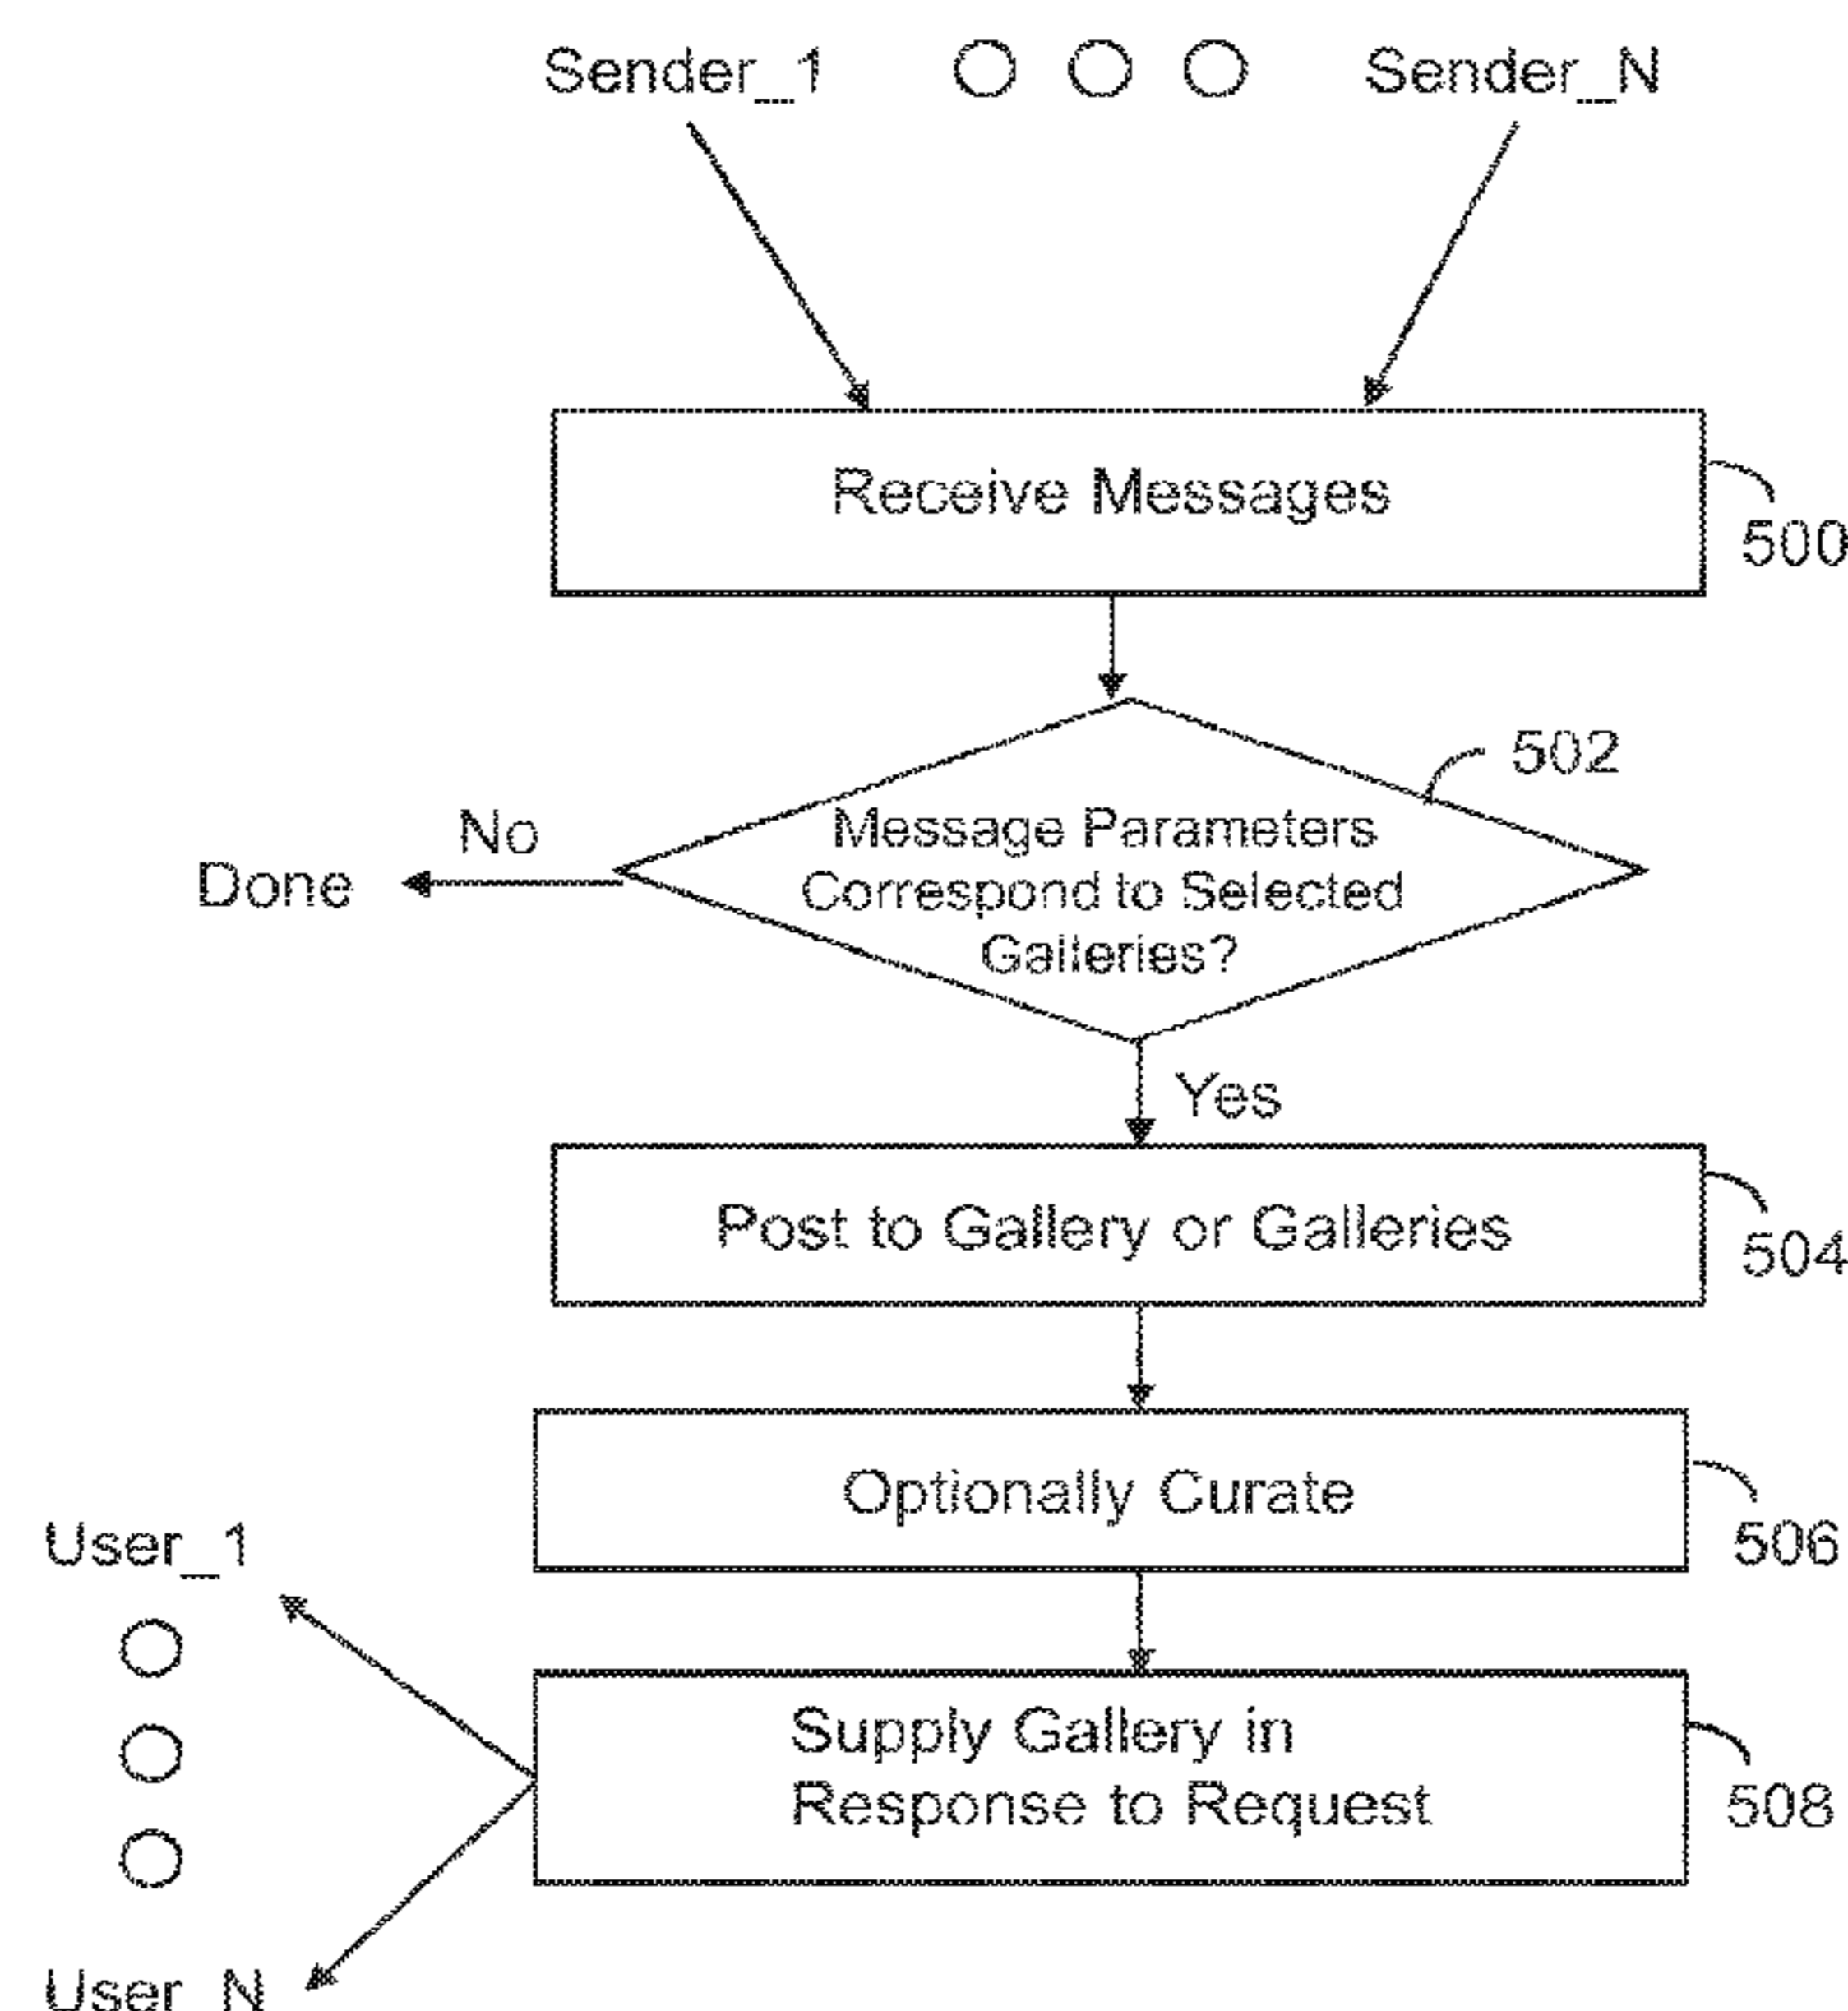 Sender_1 Sender_N
Receive Messages
500
502
Message Parameters
Correspond to Selected
Galleries?
No
Done
Yes
Post to Gallery or Galleries
504
Optionally Curate
506
User_1
Supply Gallery in
Response to Request
508
User_N